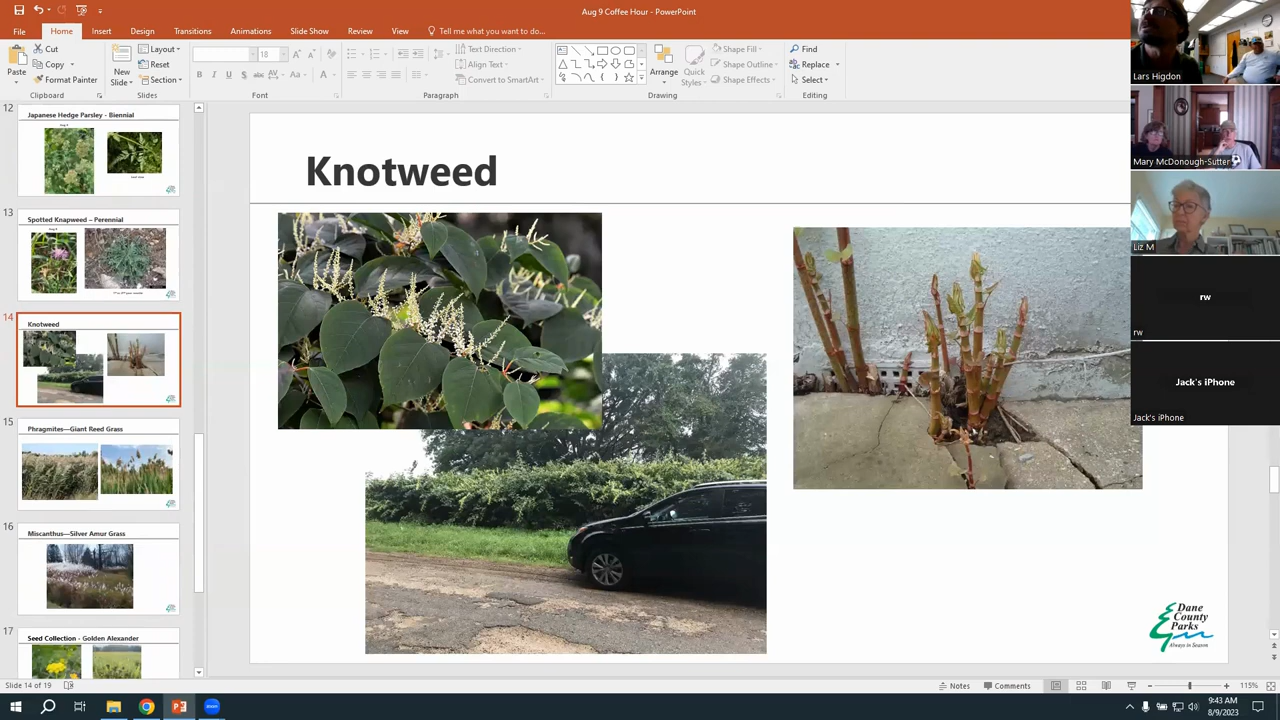 Aug 9 Coffee Hour - PowerPoint
File Home Insert Design Transitions Animations Slide Show Review View Tell me what you want to do...
Paste
Cut
Copy
Format Painter
Clipboard
New
Slide
Layout
Reset
Section
Slides
18
B I U S abc AV Aa A
Font
Text Direction
Align Text
Convert to SmartArt
Paragraph
Arrange
Quick
Styles
Shape Fill
Shape Outline
Shape Effects
Drawing
Find
Replace
Select
Editing
12
Japanese Hedge Parsley - Biennial
13
Spotted Knapweed – Perennial
14
Knotweed
15
Phragmites—Giant Reed Grass
16
Miscanthus—Silver Amur Grass
17
Seed Collection - Golden Alexander
Knotweed
Dane
County
Parks
Always in Season
Lars Higdon
Mary McDonough-Sutter
Liz M
rw
rw
Jack's iPhone
Jack's iPhone
Slide 14 of 19
Notes
Comments
115%
zoom
9:43 AM
8/9/2023